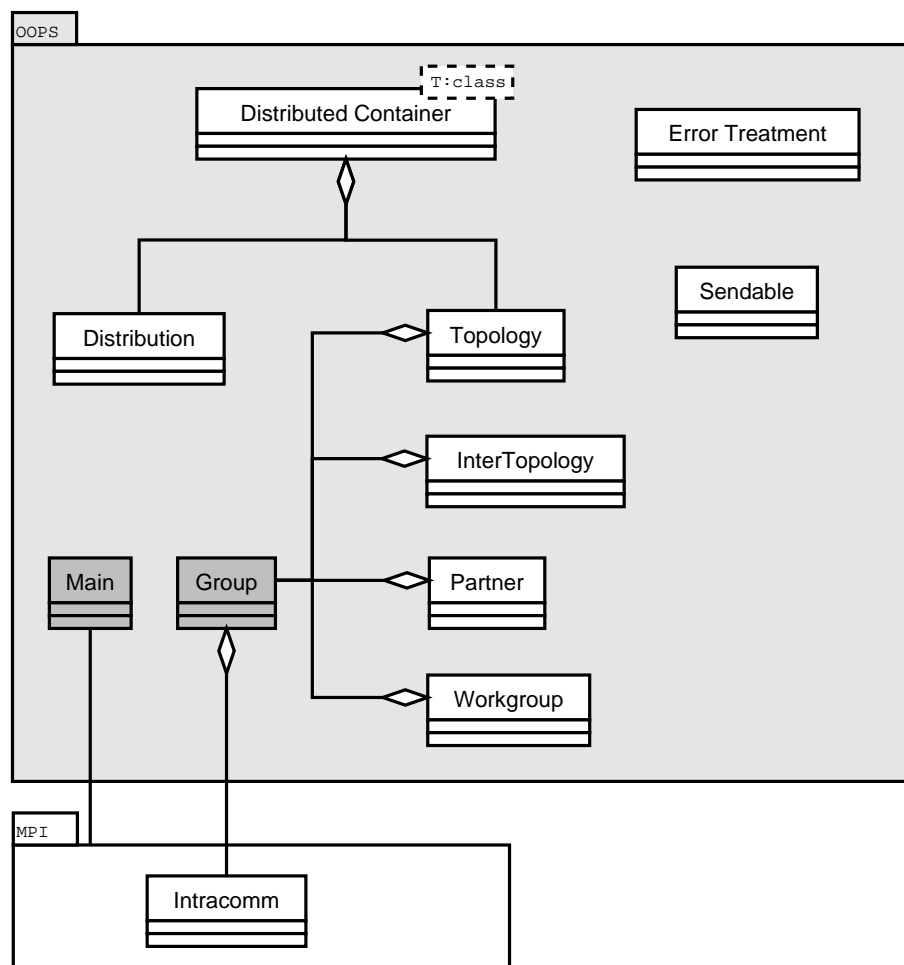 OOPS
T:class
Distributed Container
Error Treatment
Sendable
Distribution
Topology
InterTopology
Main
Group
Partner
Workgroup
MPI
Intracomm